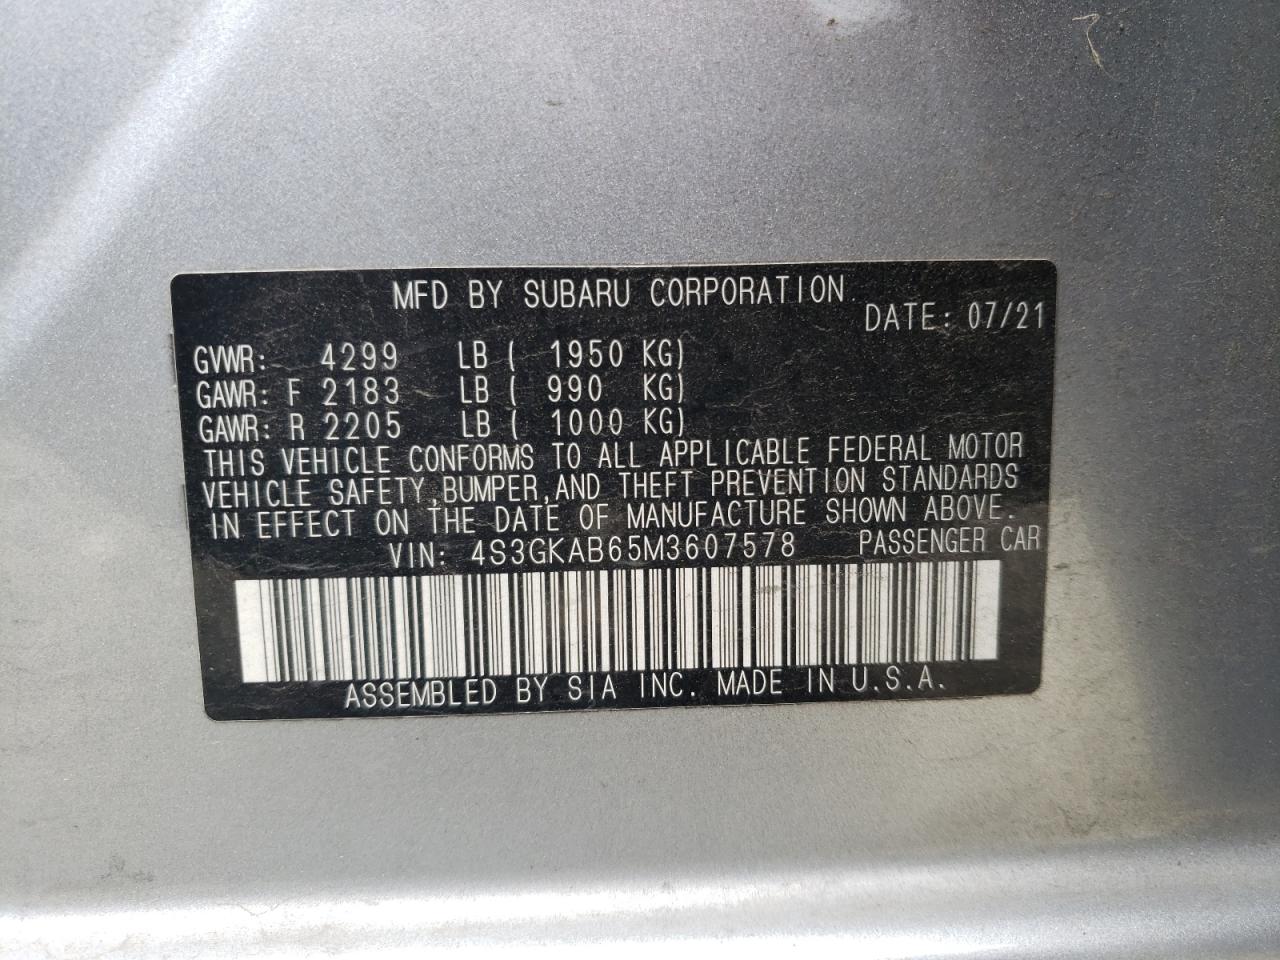 MFD BY SUBARU CORPORATION
DATE: 07/21
GVWR: 4299 LB ( 1950 KG)
GAWR: F 2183 LB ( 990 KG)
GAWR: R 2205 LB ( 1000 KG)
THIS VEHICLE CONFORMS TO ALL APPLICABLE FEDERAL MOTOR
VEHICLE SAFETY,BUMPER,AND THEFT PREVENTION STANDARDS
IN EFFECT ON THE DATE OF MANUFACTURE SHOWN ABOVE.
VIN: 4S3GKAB65M3607578 PASSENGER CAR
ASSEMBLED BY SIA INC. MADE IN U.S.A.